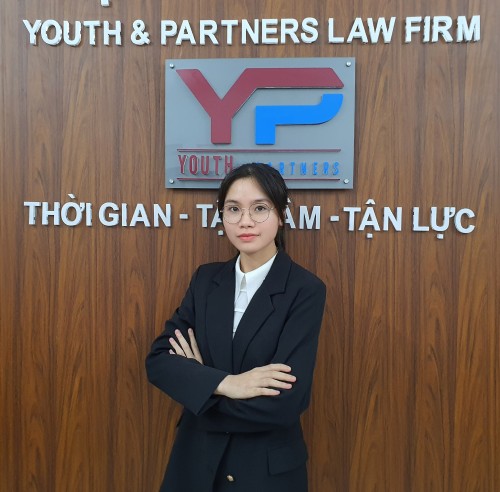 YOUTH & PARTNERS LAW FIRM
YP
YOUTH PARTNERS
THỜI GIAN - TẬN LỰC